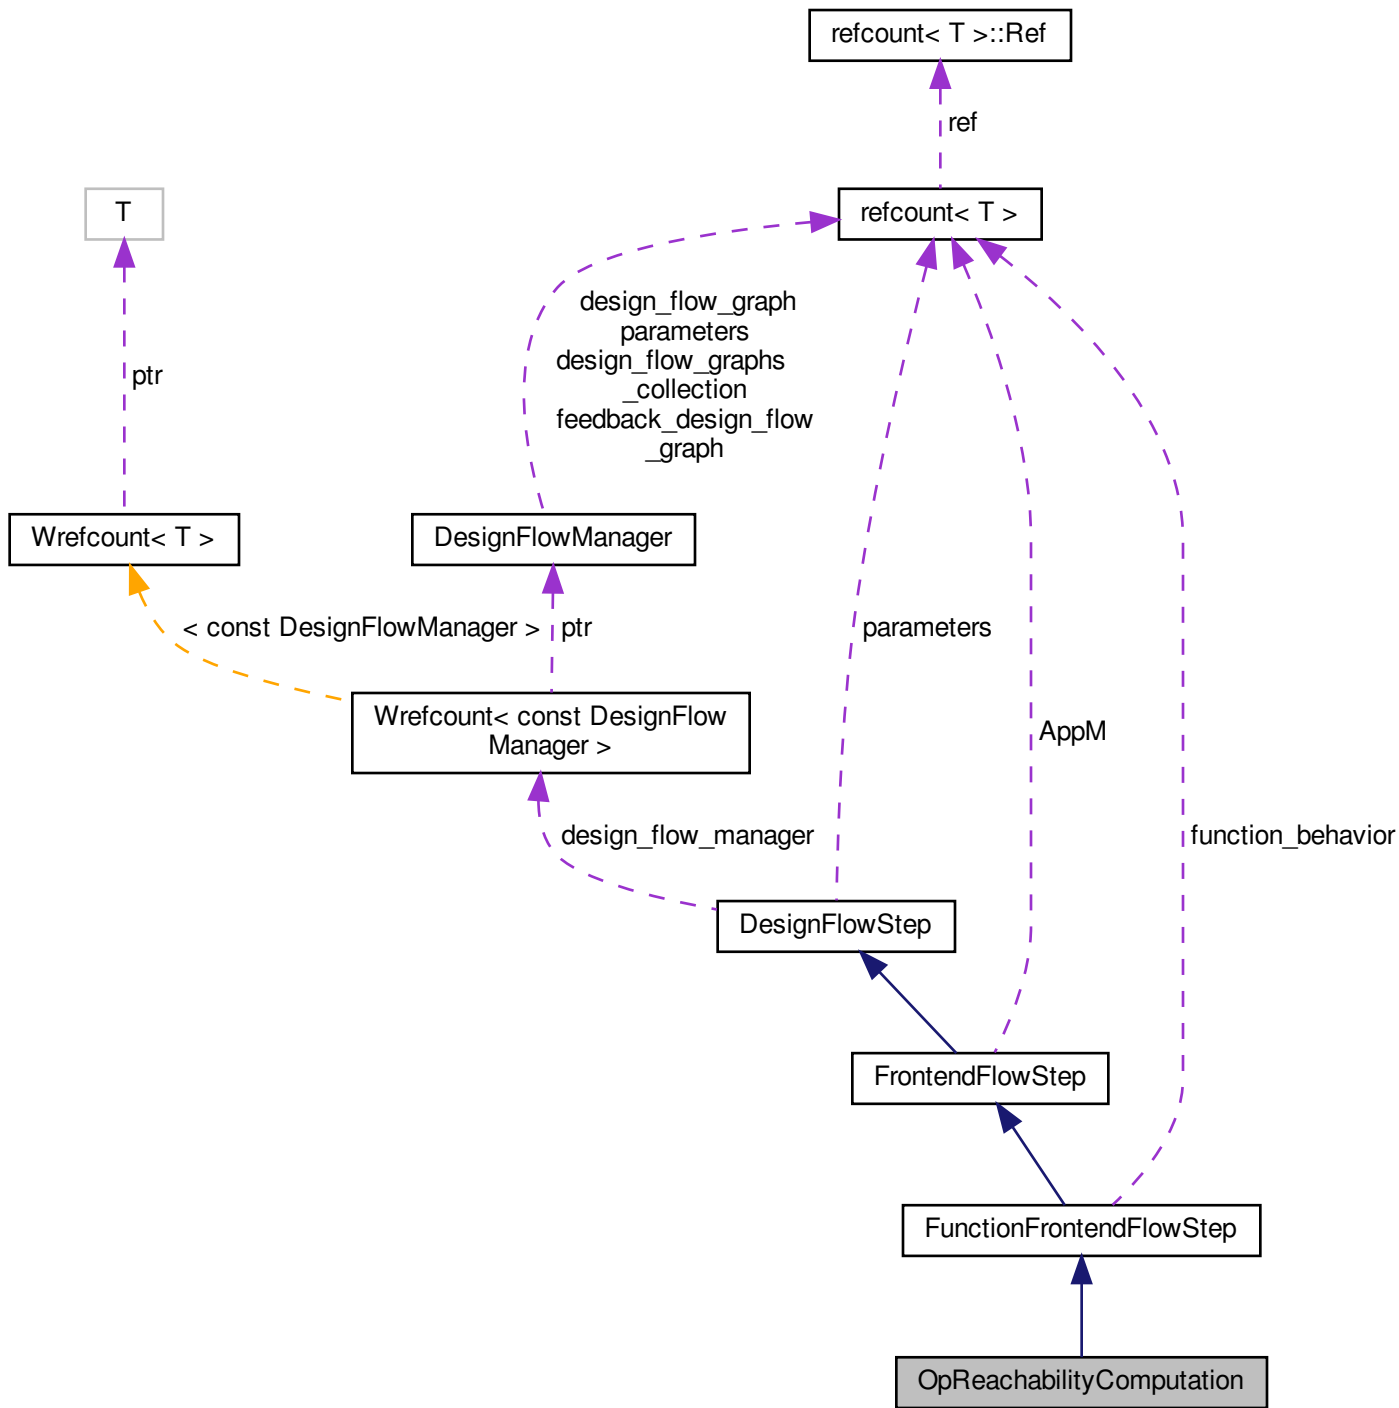 refcount< T >::Ref
ref
T
refcount< T >
design_flow_graph
parameters
design_flow_graphs
_collection
feedback_design_flow
_graph
ptr
Wrefcount< T >
DesignFlowManager
< const DesignFlowManager >
ptr
parameters
Wrefcount< const DesignFlow
Manager >
AppM
design_flow_manager
function_behavior
DesignFlowStep
FrontendFlowStep
FunctionFrontendFlowStep
OpReachabilityComputation